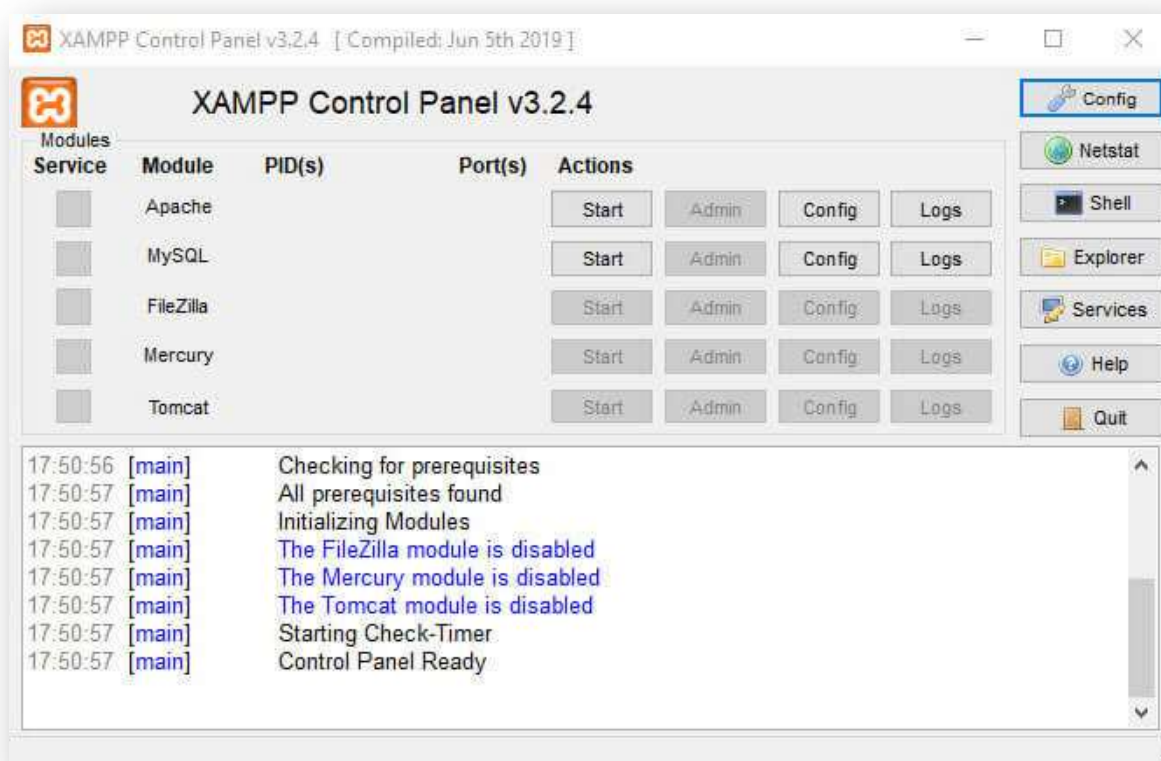 XAMPP Control Panel v3.2.4 [ Compiled: Jun 5th 2019 ]
XAMPP Control Panel v3.2.4
Config
Modules
Netstat
Service Module PID(s) Port(s) Actions
Apache Start Admin Config Logs
Shell
MySQL Start Admin Config Logs
Explorer
FileZilla Start Admin Config Logs
Services
Mercury Start Admin Config Logs
Help
Tomcat Start Admin Config Logs
Quit
17:50:56 [main] Checking for prerequisites
17:50:57 [main] All prerequisites found
17:50:57 [main] Initializing Modules
17:50:57 [main] The FileZilla module is disabled
17:50:57 [main] The Mercury module is disabled
17:50:57 [main] The Tomcat module is disabled
17:50:57 [main] Starting Check-Timer
17:50:57 [main] Control Panel Ready